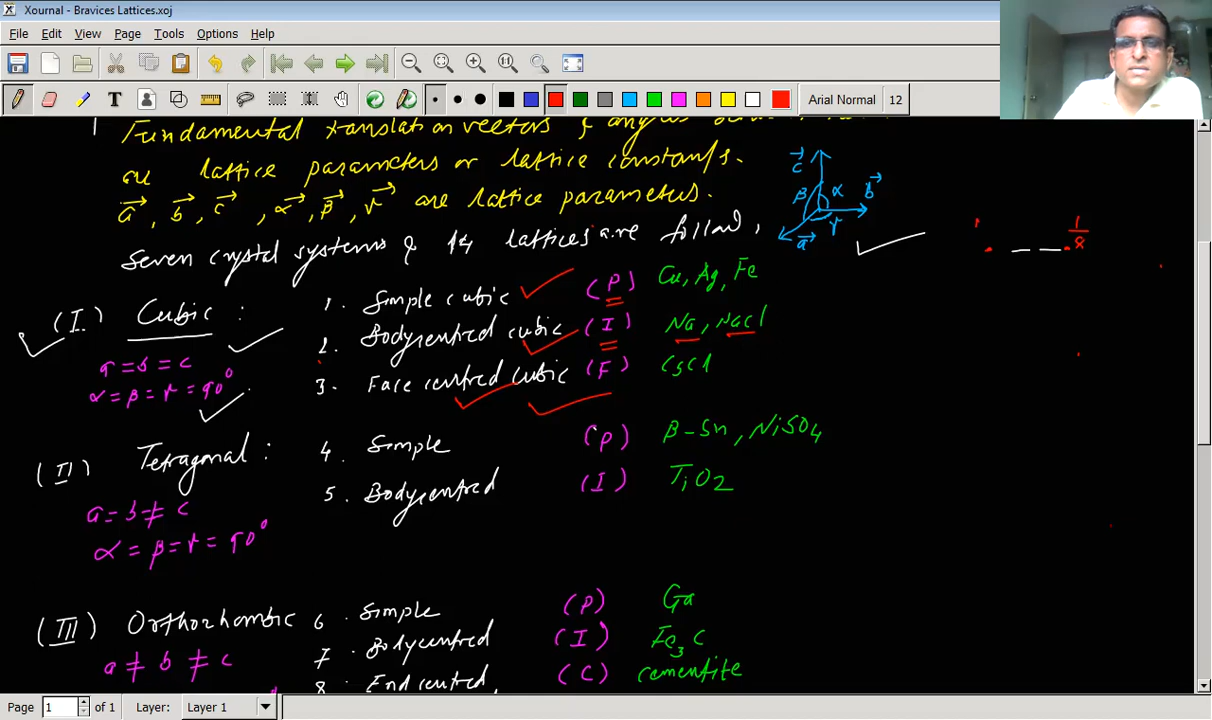 Xournal - Bravices Lattices.xoj
File Edit View Page Tools Options Help
Arial Normal 12
Fundamental translation vectors & angles
are lattice parameters or lattice constants.
a, b, c, α, β, r are lattice parameters.
c β α b a r
Seven crystal systems & 14 lattices are follow,
1/8
(I.) Cubic :
a = b = c
α = β = r = 90°
1. Simple cubic (P) Cu, Ag, Fe
2. Bodycentred cubic (I) Na, NaCl
3. Face centred cubic (F) CsCl
(II) Tetragonal :
a = b ≠ c
α = β = r = 90°
4. Simple (P) β-Sn, NiSO4
5. Bodycentred (I) TiO2
(III) Orthorhombic
a ≠ b ≠ c
6. Simple (P) Ga
7. Bodycentred (I) Fe3C
8. End centred, (C) cementite
Page 1 of 1 Layer: Layer 1